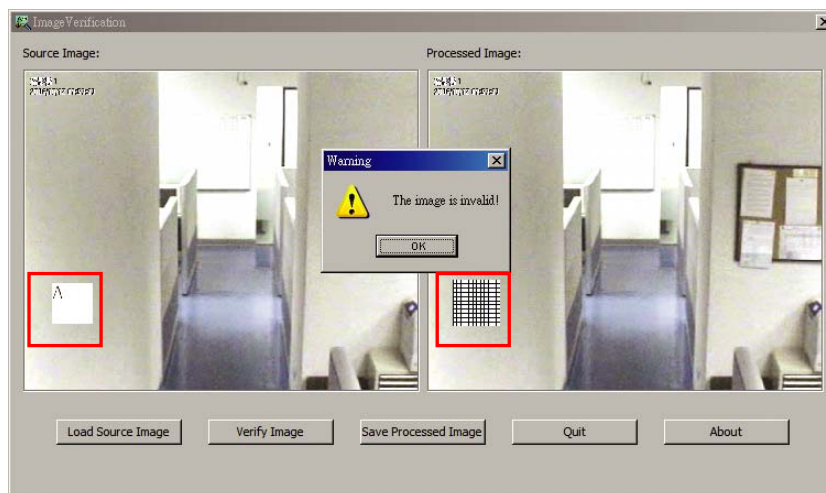 ImageVerification
Source Image:
Processed Image:
A
Warning
The image is invalid!
OK
Load Source Image
Verify Image
Save Processed Image
Quit
About